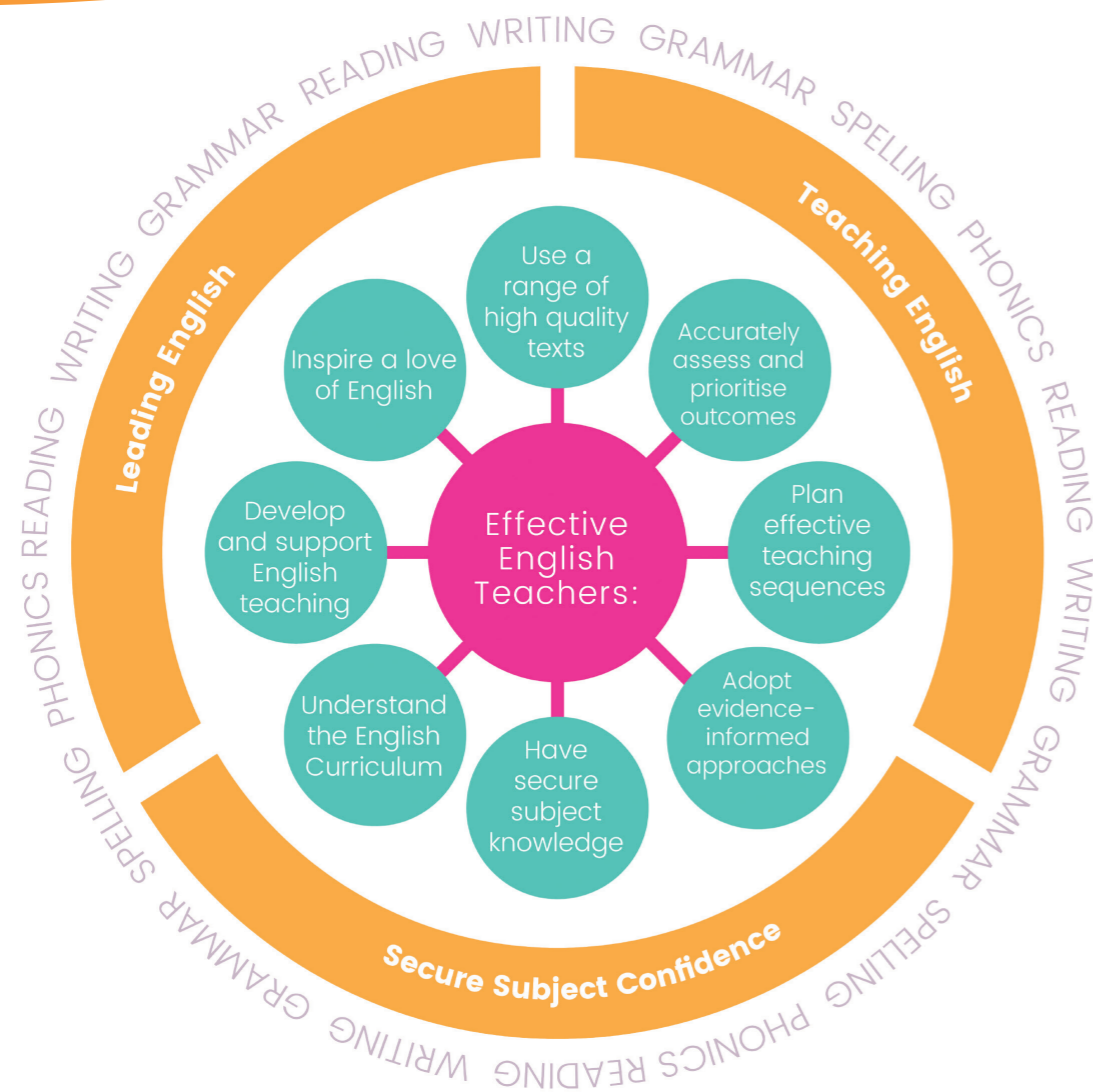 WRITING GRAMMAR SPELLING PHONICS READING WRITING GRAMMAR SPELLING PHONICS READING WRITING GRAMMAR SPELLING PHONICS READING WRITING GRAMMAR READING
Leading English
Teaching English
Secure Subject Confidence
Effective
English
Teachers:
Use a
range of
high quality
texts
Accurately
assess and
prioritise
outcomes
Plan
effective
teaching
sequences
Adopt
evidence-
informed
approaches
Have
secure
subject
knowledge
Understand
the English
Curriculum
Develop
and support
English
teaching
Inspire a love
of English